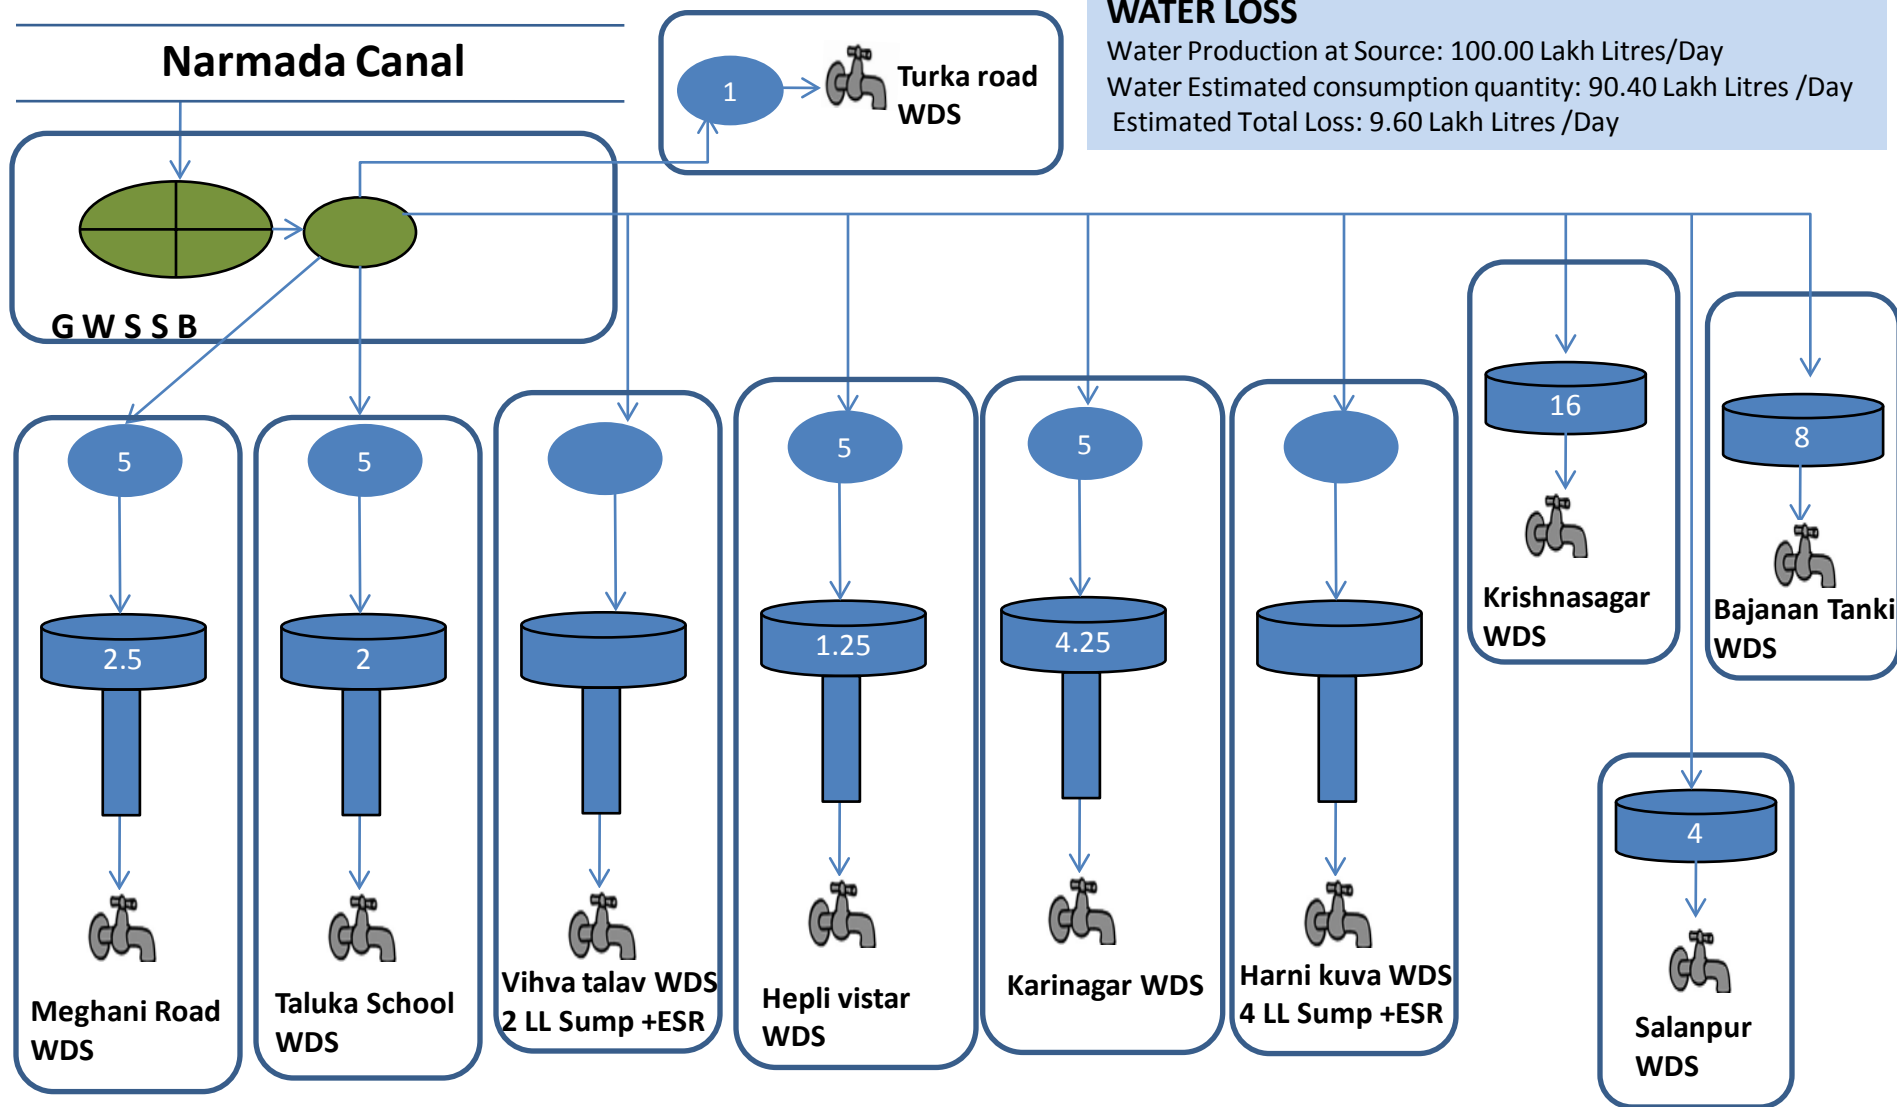 WATER LOSS
Water Production at Source: 100.00 Lakh Litres/Day
Water Estimated consumption quantity: 90.40 Lakh Litres /Day
Estimated Total Loss: 9.60 Lakh Litres /Day
Narmada Canal
1
Turka road
WDS
G W S S B
5
2.5
Meghani Road
WDS
5
2
Taluka School
WDS
Vihva talav WDS
2 LL Sump +ESR
5
1.25
Hepli vistar
WDS
5
4.25
Karinagar WDS
Harni kuva WDS
4 LL Sump +ESR
16
Krishnasagar
WDS
8
Bajanan Tanki
WDS
4
Salanpur
WDS